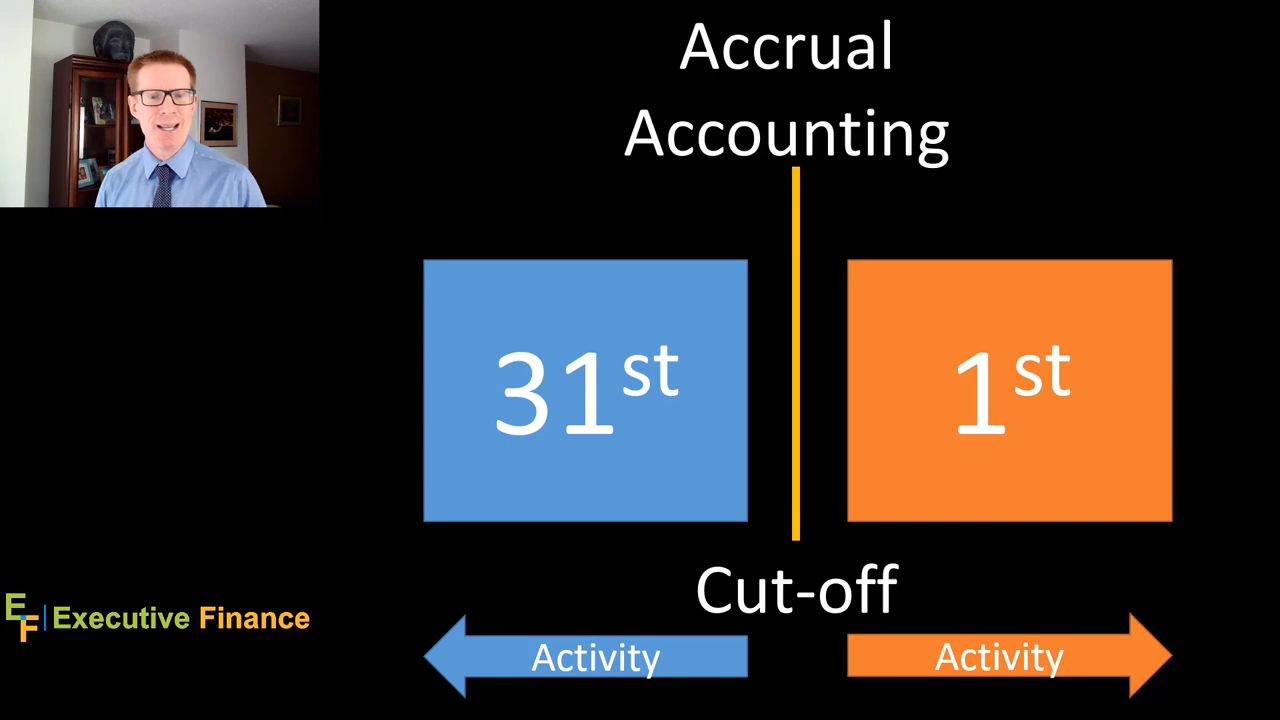 Accrual
Accounting
31st
1st
Cut-off
Activity
Activity
EF Executive Finance